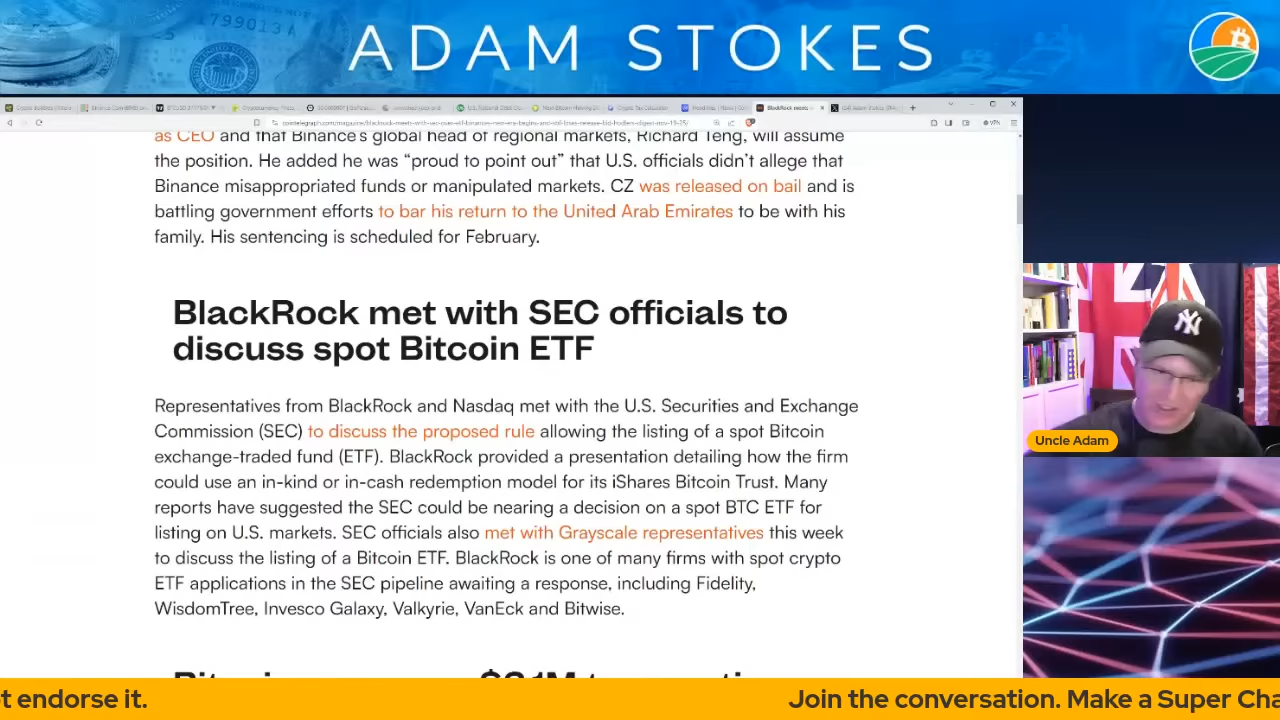 ADAM STOKES
as CEO and that Binance's global head of regional markets, Richard Teng, will assume
the position. He added he was “proud to point out” that U.S. officials didn't allege that
Binance misappropriated funds or manipulated markets. CZ was released on bail and is
battling government efforts to bar his return to the United Arab Emirates to be with his
family. His sentencing is scheduled for February.
BlackRock met with SEC officials to
discuss spot Bitcoin ETF
Representatives from BlackRock and Nasdaq met with the U.S. Securities and Exchange
Commission (SEC) to discuss the proposed rule allowing the listing of a spot Bitcoin
exchange-traded fund (ETF). BlackRock provided a presentation detailing how the firm
could use an in-kind or in-cash redemption model for its iShares Bitcoin Trust. Many
reports have suggested the SEC could be nearing a decision on a spot BTC ETF for
listing on U.S. markets. SEC officials also met with Grayscale representatives this week
to discuss the listing of a Bitcoin ETF. BlackRock is one of many firms with spot crypto
ETF applications in the SEC pipeline awaiting a response, including Fidelity,
WisdomTree, Invesco Galaxy, Valkyrie, VanEck and Bitwise.
Uncle Adam
t endorse it.
Join the conversation. Make a Super Cha